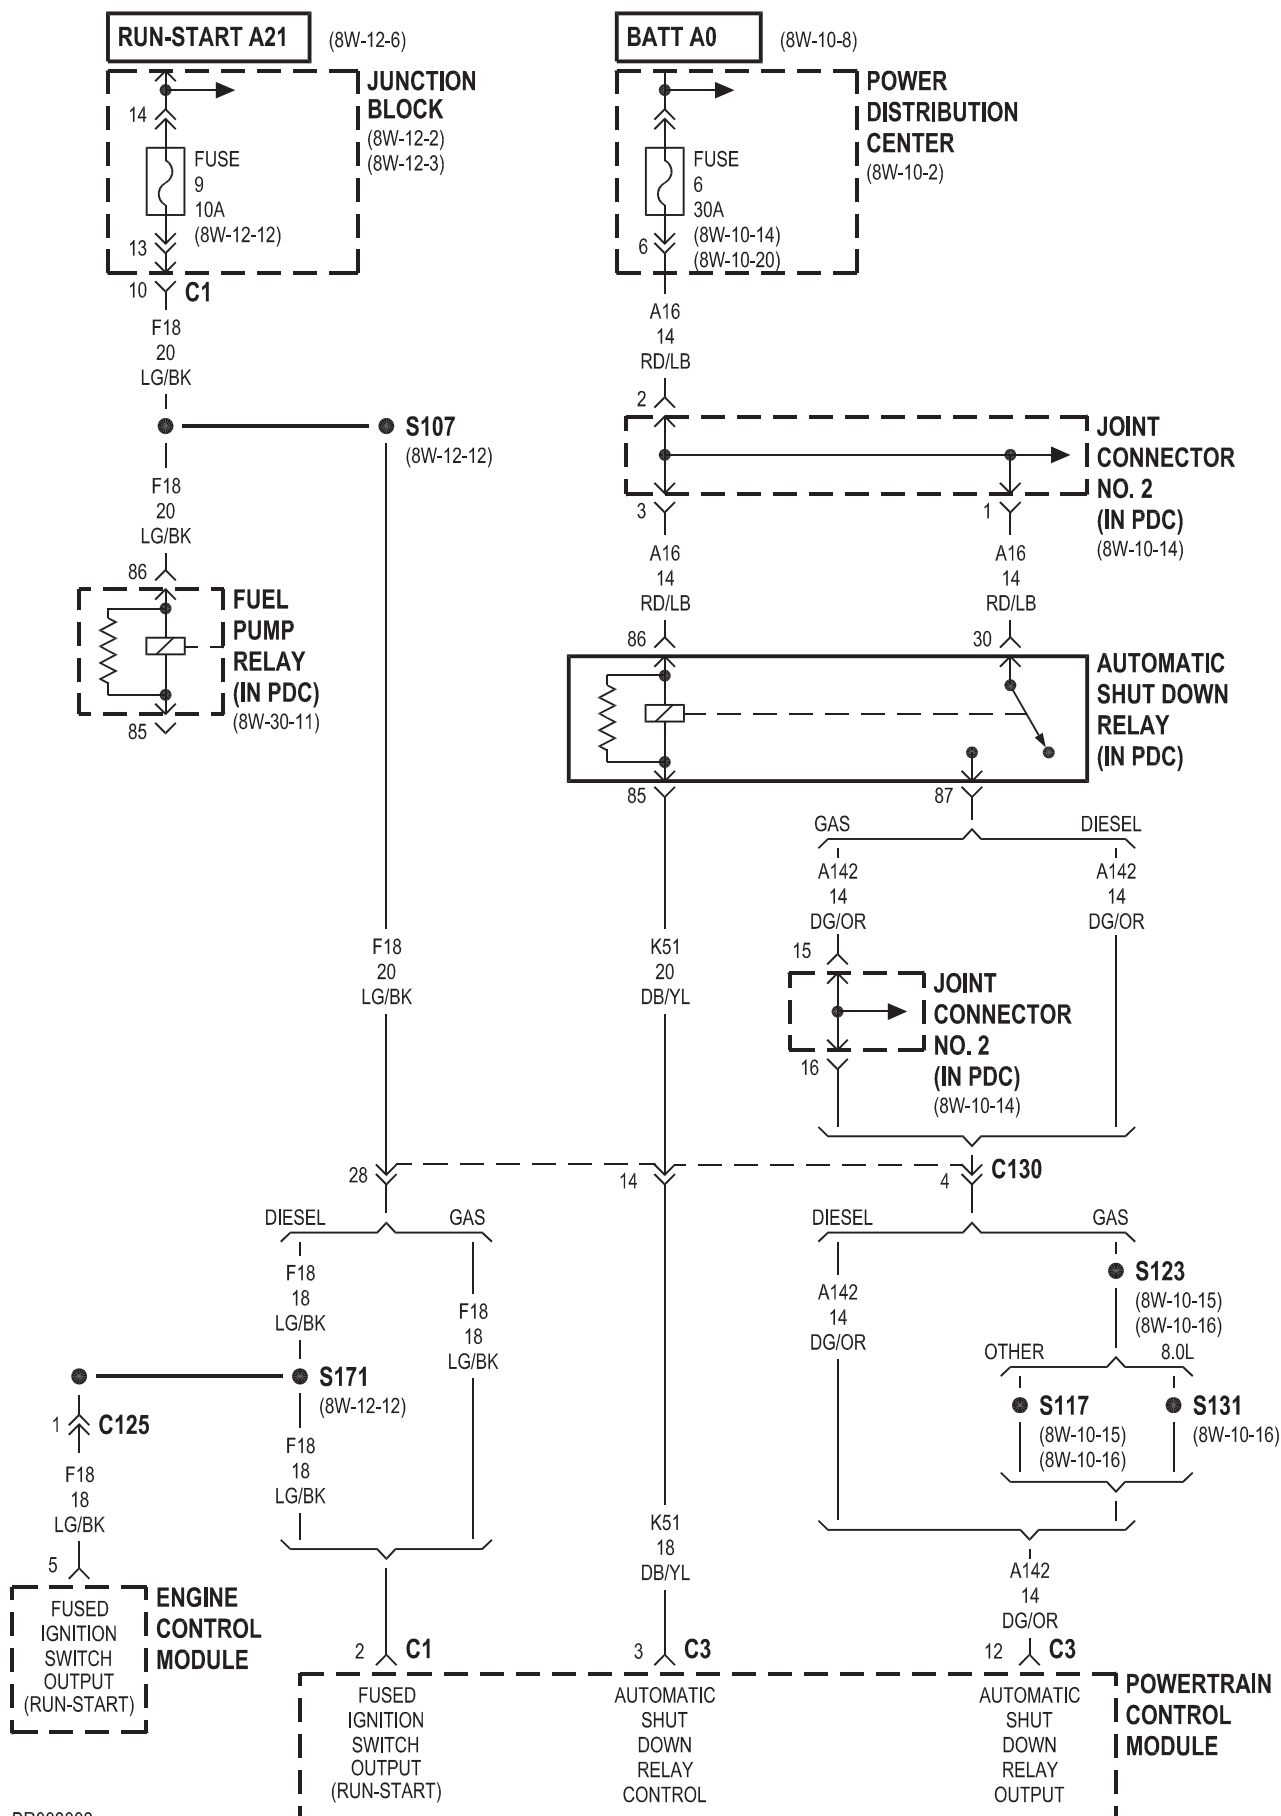 RUN-START A21
(8W-12-6)
BATT A0
(8W-10-8)
JUNCTION
BLOCK
(8W-12-2)
(8W-12-3)
14
FUSE
9
10A
(8W-12-12)
13
10
C1
POWER
DISTRIBUTION
CENTER
(8W-10-2)
FUSE
6
30A
(8W-10-14)
(8W-10-20)
6
F18
20
LG/BK
A16
14
RD/LB
2
S107
(8W-12-12)
JOINT
CONNECTOR
NO. 2
(IN PDC)
(8W-10-14)
3
1
F18
20
LG/BK
A16
14
RD/LB
A16
14
RD/LB
86
FUEL
PUMP
RELAY
(IN PDC)
(8W-30-11)
85
86
30
AUTOMATIC
SHUT DOWN
RELAY
(IN PDC)
85
87
GAS
DIESEL
A142
14
DG/OR
A142
14
DG/OR
F18
20
LG/BK
K51
20
DB/YL
15
JOINT
CONNECTOR
NO. 2
(IN PDC)
(8W-10-14)
16
28
14
4
C130
DIESEL
GAS
DIESEL
GAS
F18
18
LG/BK
F18
18
LG/BK
A142
14
DG/OR
S123
(8W-10-15)
(8W-10-16)
OTHER
8.0L
S171
(8W-12-12)
S117
(8W-10-15)
(8W-10-16)
S131
(8W-10-16)
1
C125
F18
18
LG/BK
F18
18
LG/BK
K51
18
DB/YL
A142
14
DG/OR
5
ENGINE
CONTROL
MODULE
FUSED
IGNITION
SWITCH
OUTPUT
(RUN-START)
2
C1
3
C3
12
C3
FUSED
IGNITION
SWITCH
OUTPUT
(RUN-START)
AUTOMATIC
SHUT
DOWN
RELAY
CONTROL
AUTOMATIC
SHUT
DOWN
RELAY
OUTPUT
POWERTRAIN
CONTROL
MODULE